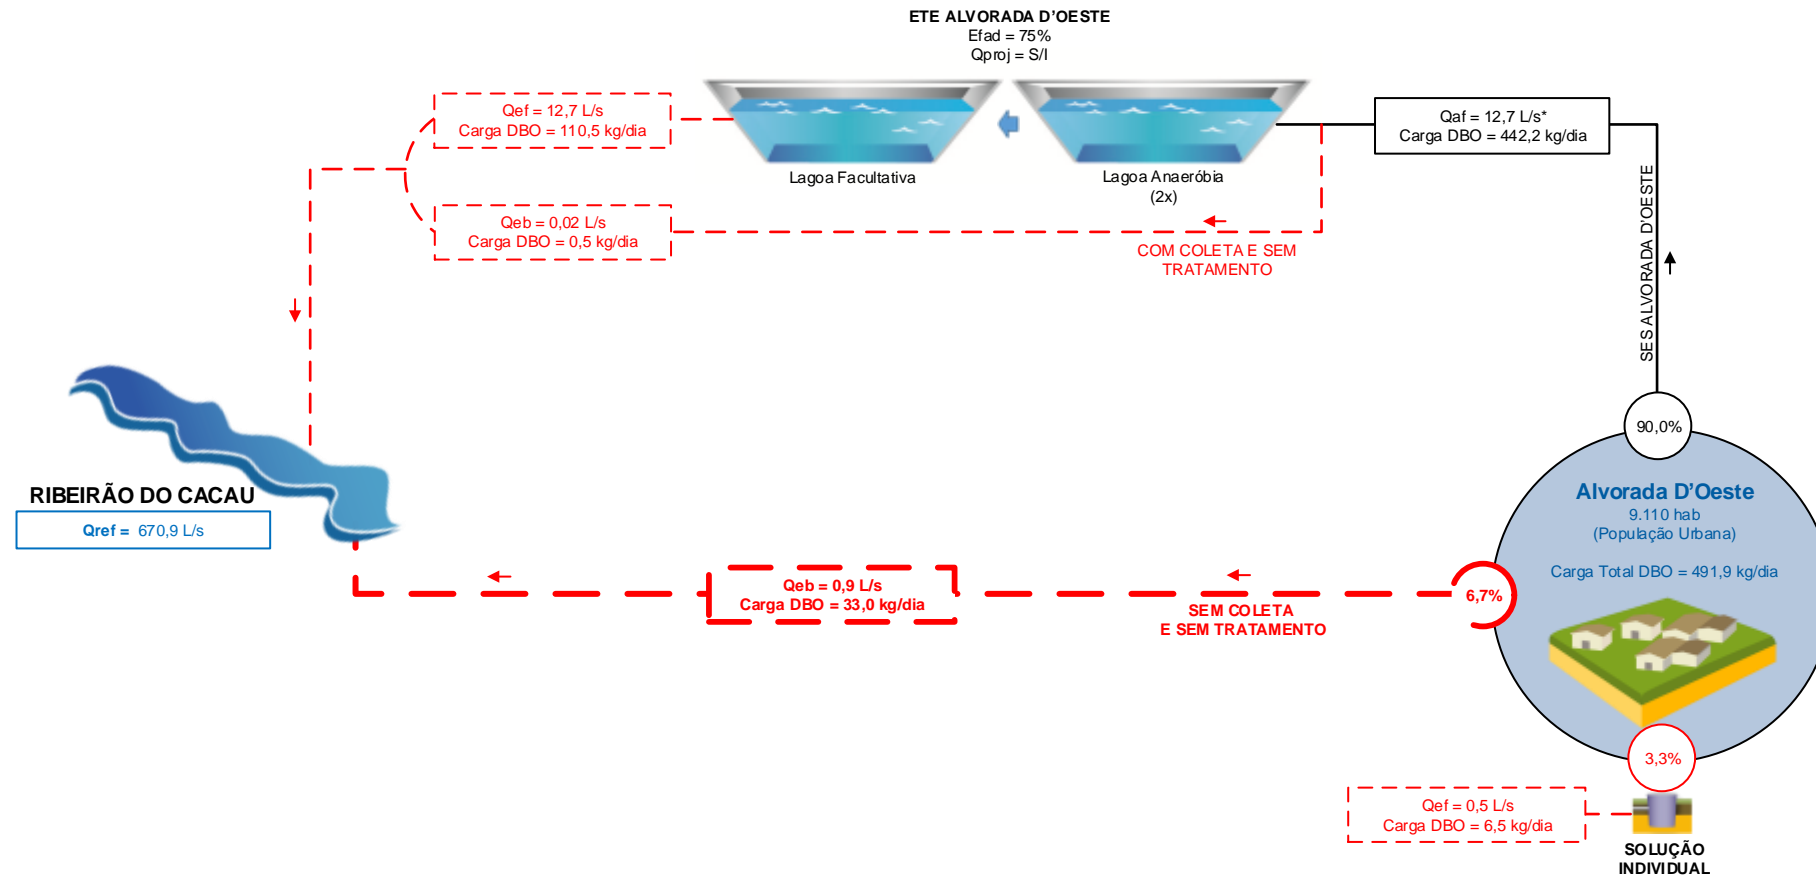 ETE ALVORADA D'OESTE
Efad = 75%
Qproj = S/I
Qef = 12,7 L/s
Carga DBO = 110,5 kg/dia
Qaf = 12,7 L/s*
Carga DBO = 442,2 kg/dia
Lagoa Facultativa
Lagoa Anaeróbia
(2x)
Qeb = 0,02 L/s
Carga DBO = 0,5 kg/dia
COM COLETA E SEM
TRATAMENTO
SES ALVORADA D'OESTE
90,0%
RIBEIRÃO DO CACAU
Qref = 670,9 L/s
Alvorada D'Oeste
9.110 hab
(População Urbana)
Carga Total DBO = 491,9 kg/dia
Qeb = 0,9 L/s
Carga DBO = 33,0 kg/dia
SEM COLETA
E SEM TRATAMENTO
6,7%
3,3%
Qef = 0,5 L/s
Carga DBO = 6,5 kg/dia
SOLUÇÃO
INDIVIDUAL